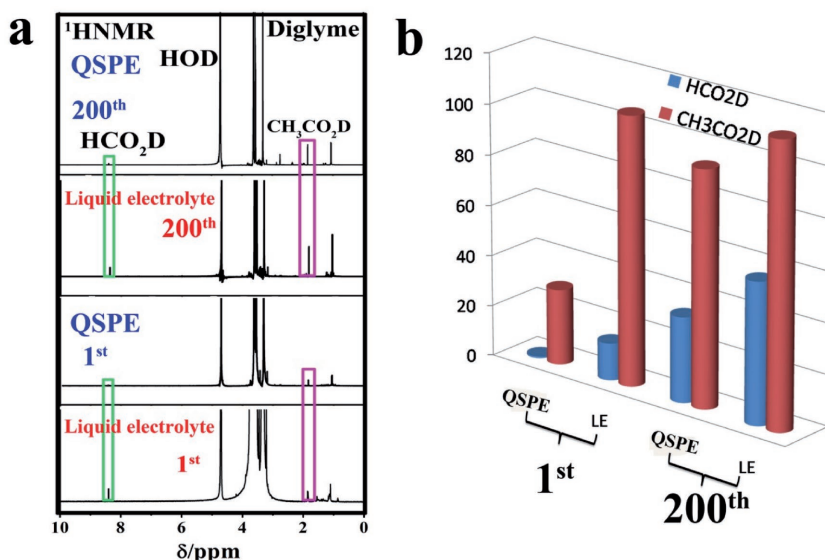 a
¹HNMR
Diglyme
QSPE
HOD
200th
CH₃CO₂D
HCO₂D
Liquid electrolyte
200th
QSPE
1st
Liquid electrolyte
1st
10 8 6 4 2 0
δ/ppm
b
120
100
80
60
40
20
0
HCO2D
CH3CO2D
QSPE
LE
1st
QSPE
LE
200th